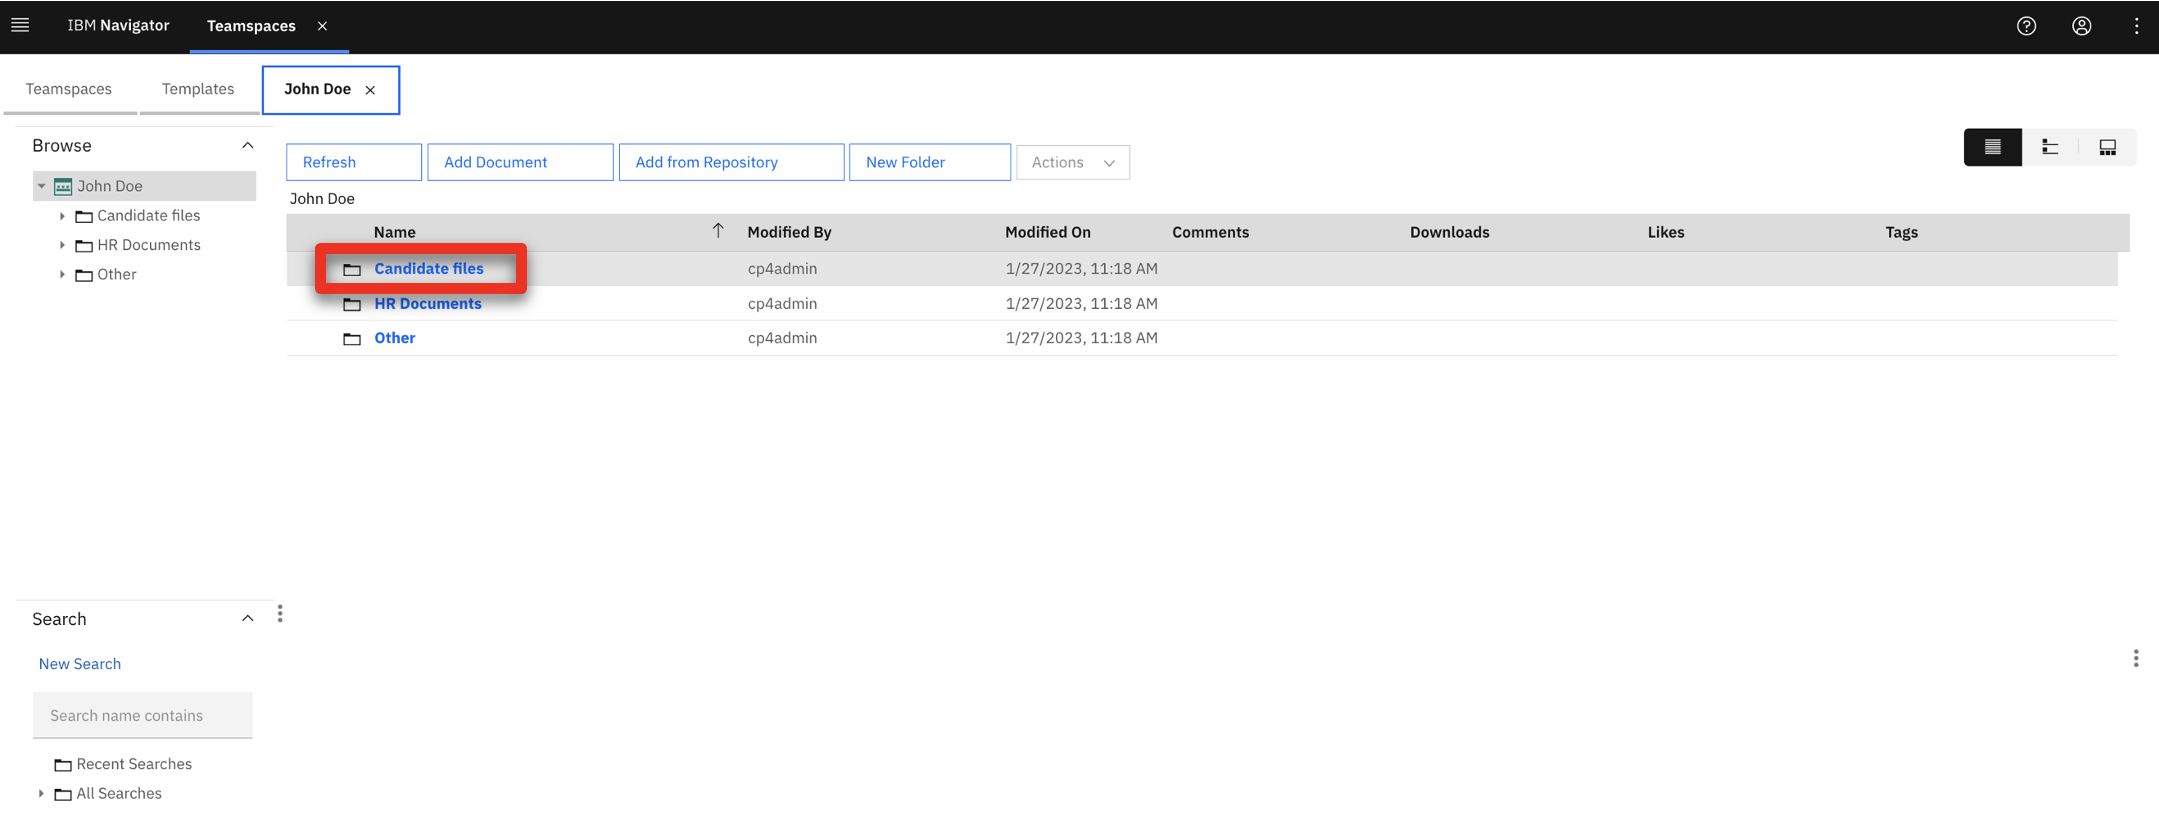 IBM Navigator
Teamspaces
Teamspaces
Templates
John Doe
Browse
John Doe
Candidate files
HR Documents
Other
Refresh
Add Document
Add from Repository
New Folder
Actions
John Doe
Name Modified By Modified On Comments Downloads Likes Tags
Candidate files cp4admin 1/27/2023, 11:18 AM
HR Documents cp4admin 1/27/2023, 11:18 AM
Other cp4admin 1/27/2023, 11:18 AM
Search
New Search
Search name contains
Recent Searches
All Searches